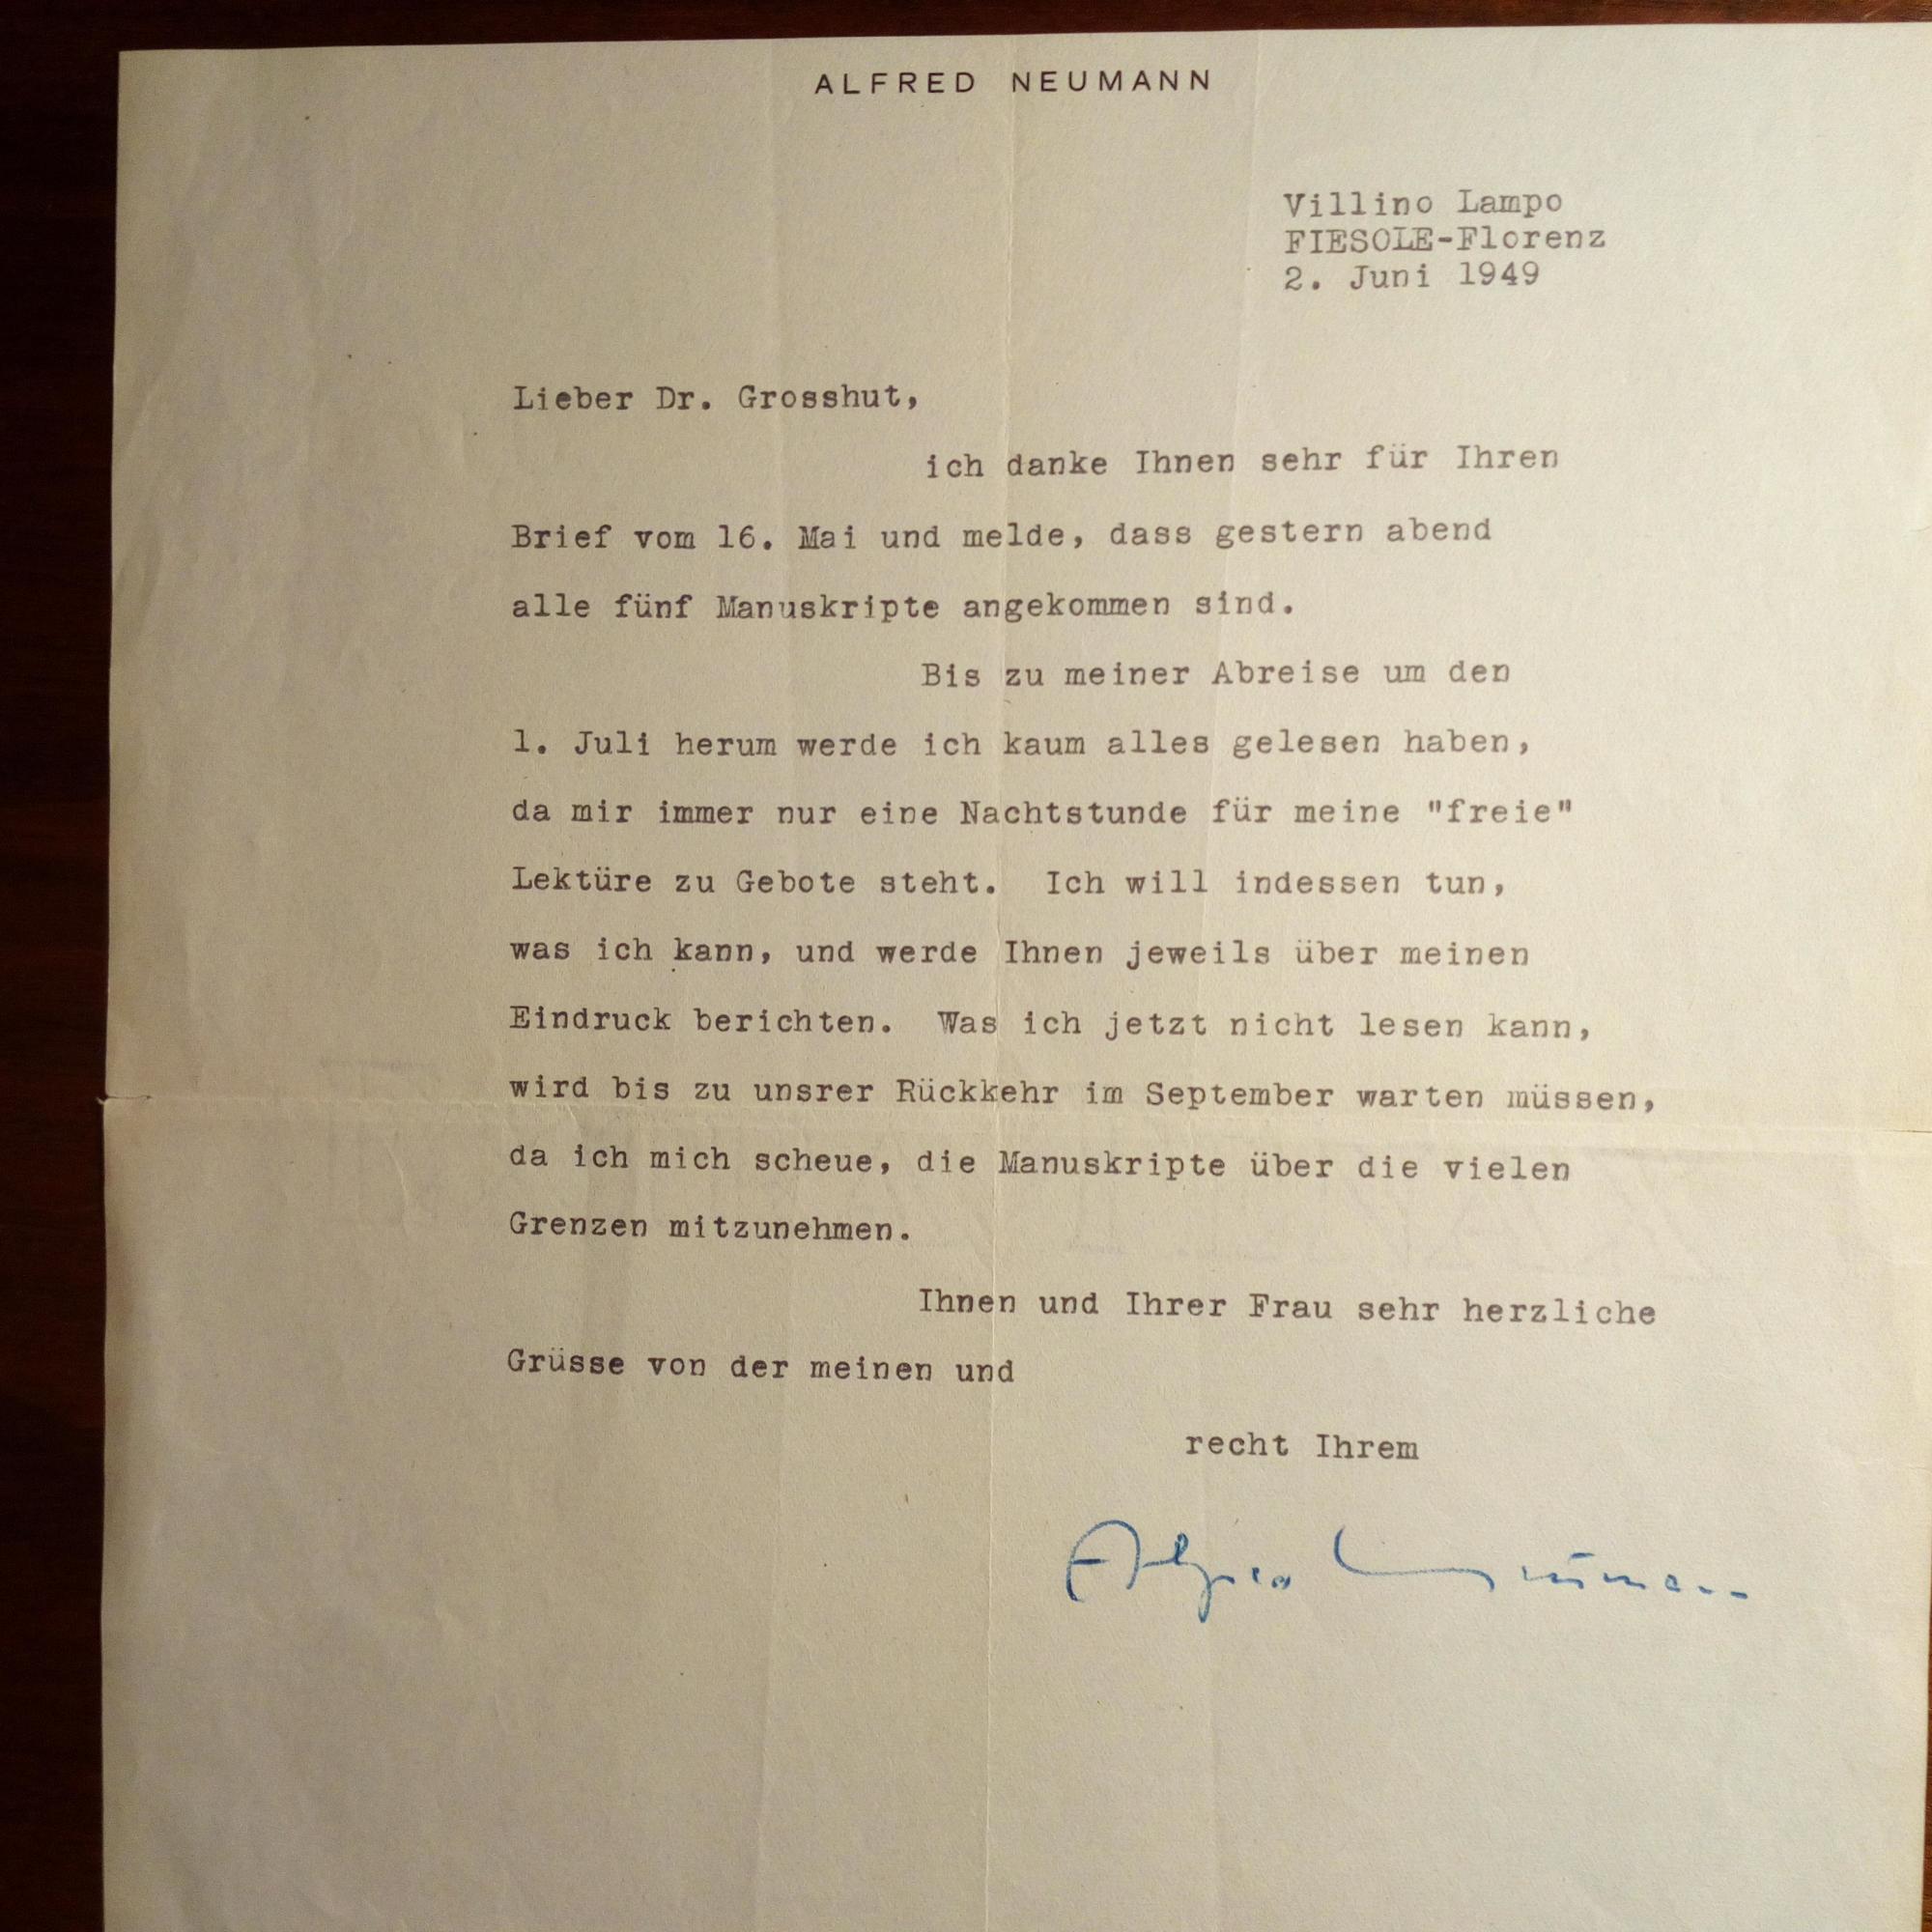 ALFRED NEUMANN
Villino Lampo
FIESOLE-Florenz
2. Juni 1949
Lieber Dr. Grosshut,
ich danke Ihnen sehr für Ihren
Brief vom 16. Mai und melde, dass gestern abend
alle fünf Manuskripte angekommen sind.
Bis zu meiner Abreise um den
1. Juli herum werde ich kaum alles gelesen haben,
da mir immer nur eine Nachtstunde für meine "freie"
Lektüre zu Gebote steht. Ich will indessen tun,
was ich kann, und werde Ihnen jeweils über meinen
Eindruck berichten. Was ich jetzt nicht lesen kann,
wird bis zu unsrer Rückkehr im September warten müssen,
da ich mich scheue, die Manuskripte über die vielen
Grenzen mitzunehmen.
Ihnen und Ihrer Frau sehr herzliche
Grüsse von der meinen und
recht Ihrem
Alfred Neumann